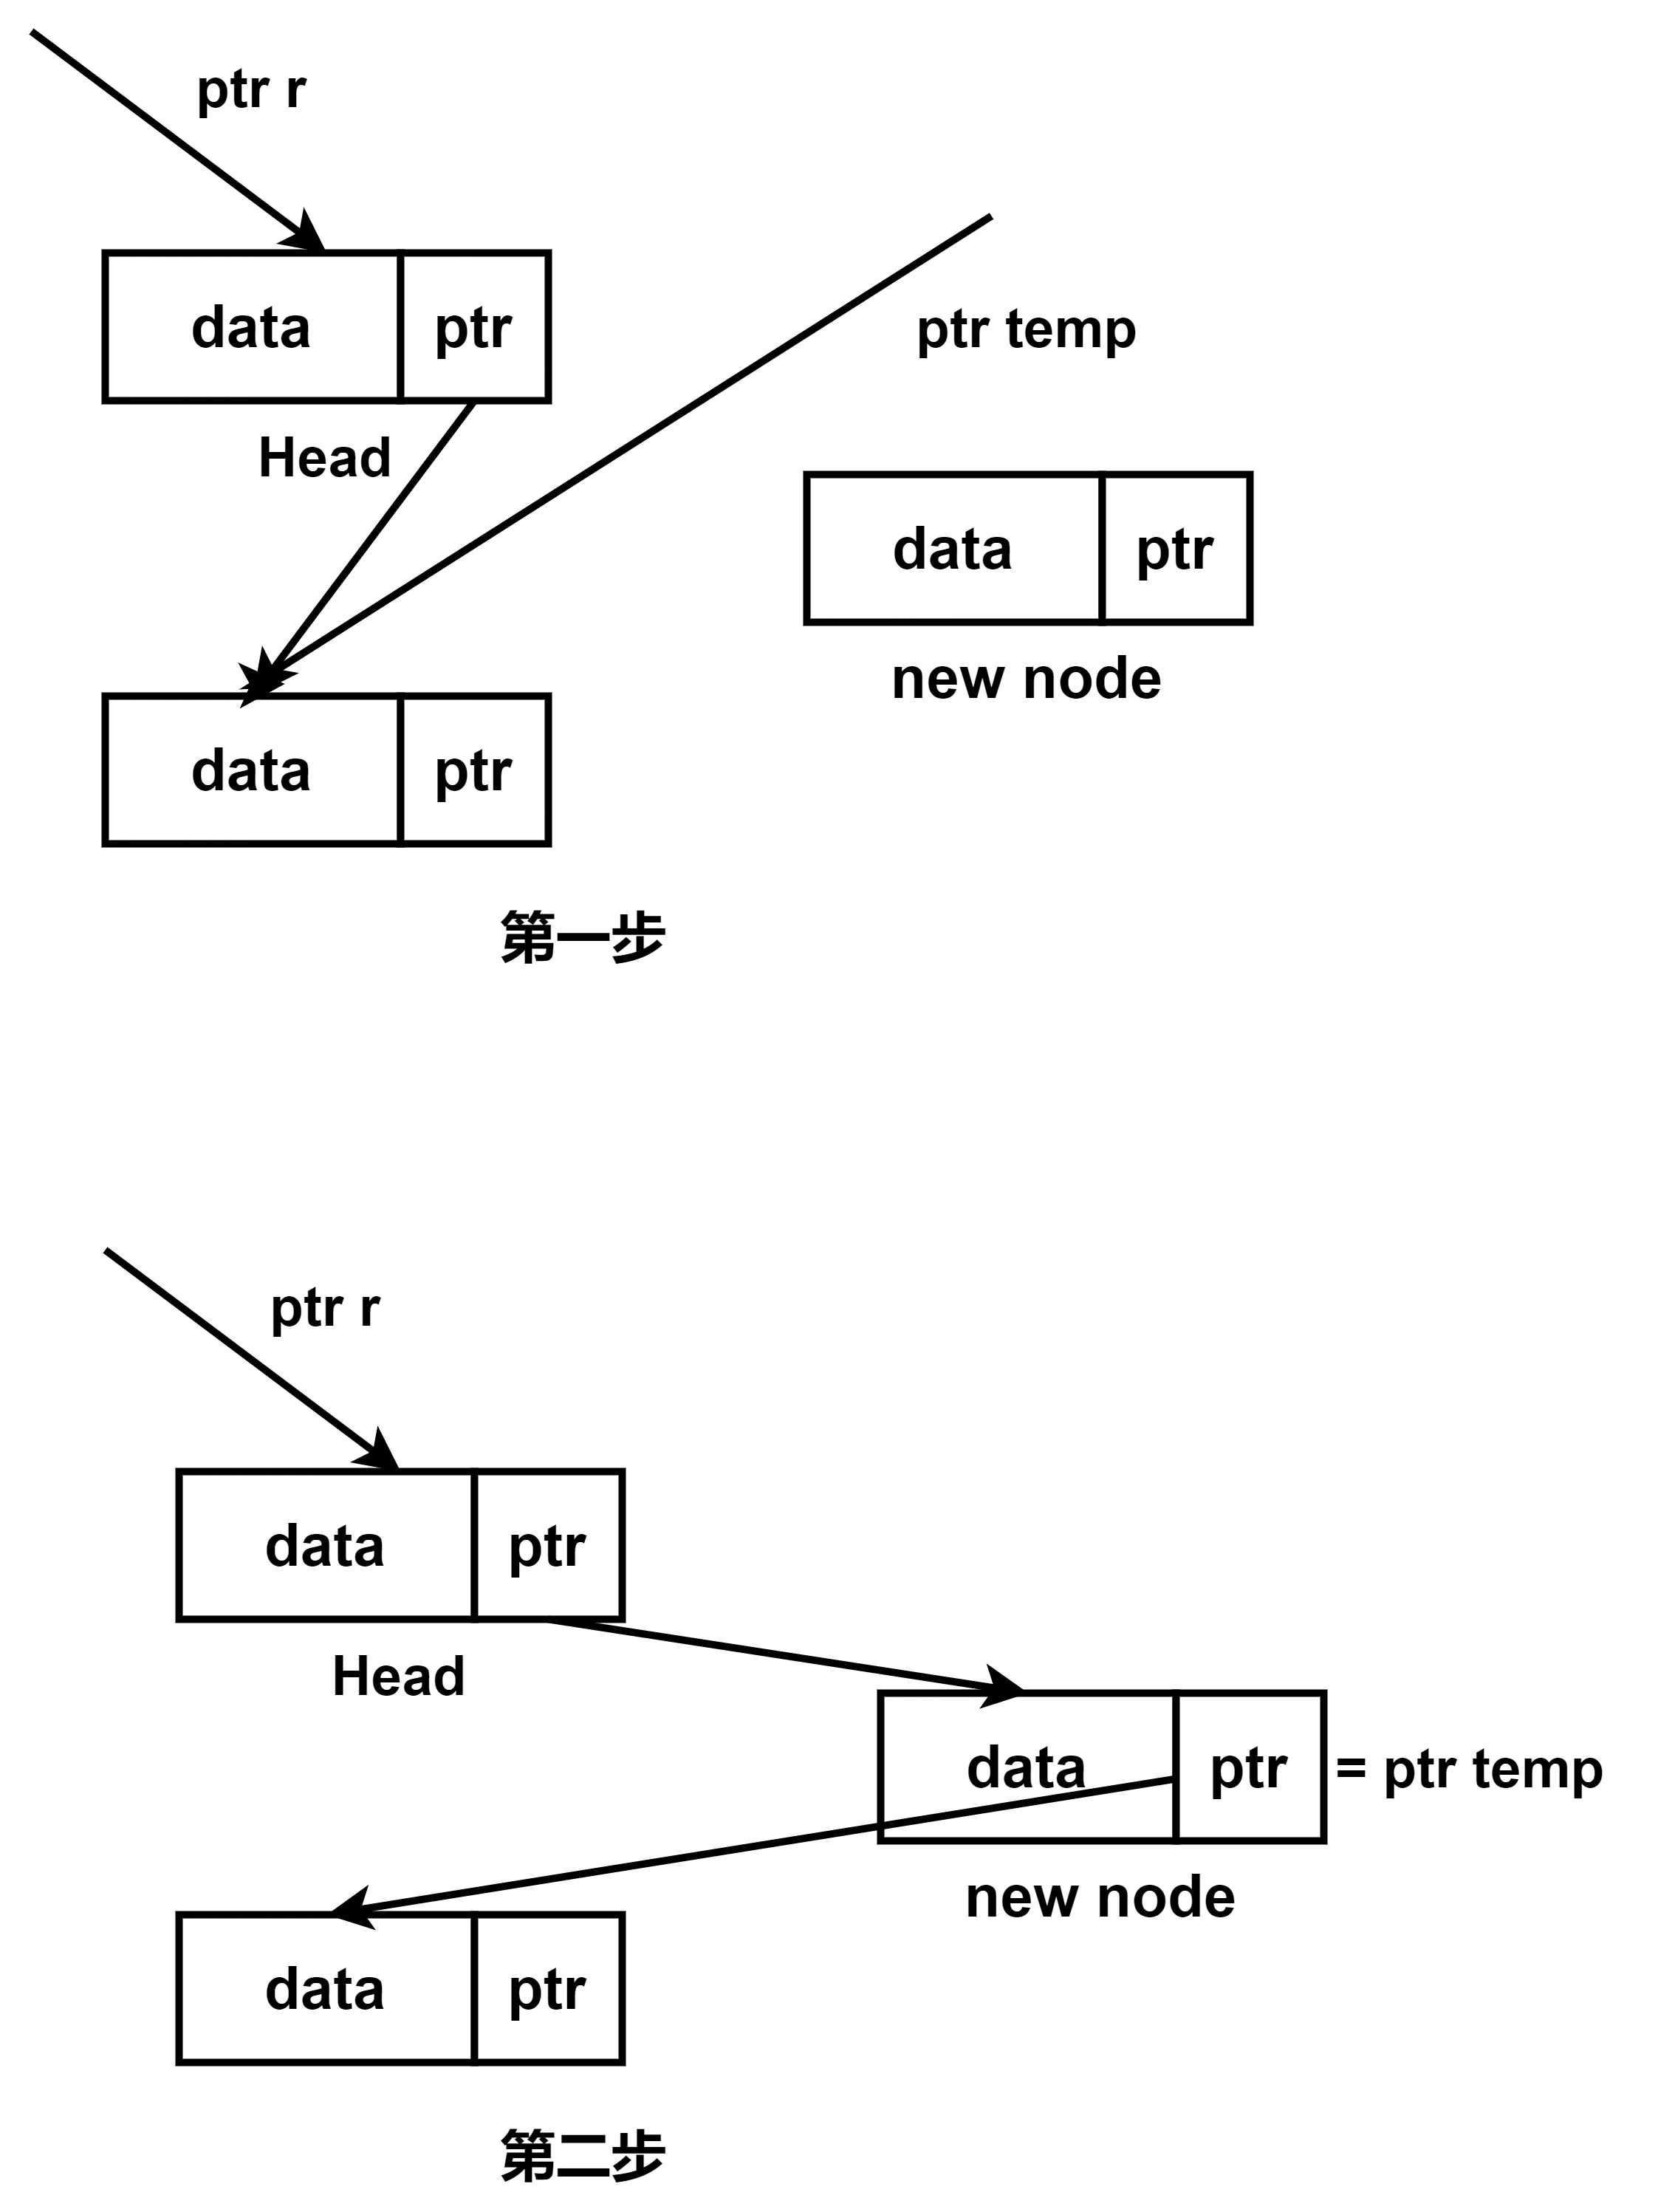 ptr r
data ptr
Head
ptr temp
data ptr
new node
data ptr
第一步
ptr r
data ptr
Head
data ptr = ptr temp
new node
data ptr
第二步